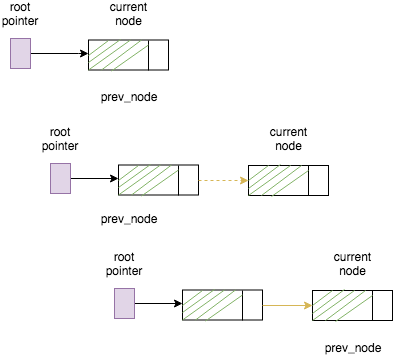 root
pointer
current
node
prev_node
root
pointer
current
node
prev_node
root
pointer
current
node
prev_node